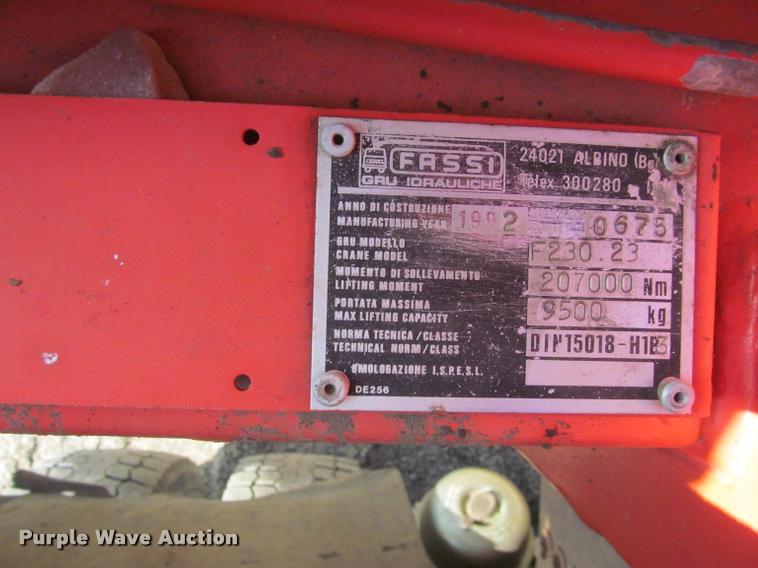 FASSI
GRU IDRAULICHE
24021 ALBINO (Bg)
Telex 300280
ANNO DI COSTRUZIONE
MANUFACTURING YEAR 1992 0675
GRU MODELLO
CRANE MODEL F230.23
MOMENTO DI SOLLEVAMENTO
LIFTING MOMENT 207000 Nm
PORTATA MASSIMA
MAX LIFTING CAPACITY 9500 kg
NORMA TECNICA/CLASSE
TECHNICAL NORM/CLASS DIN15018-H1B3
OMOLOGAZIONE I.S.P.E.S.L.
DE256
Purple Wave Auction